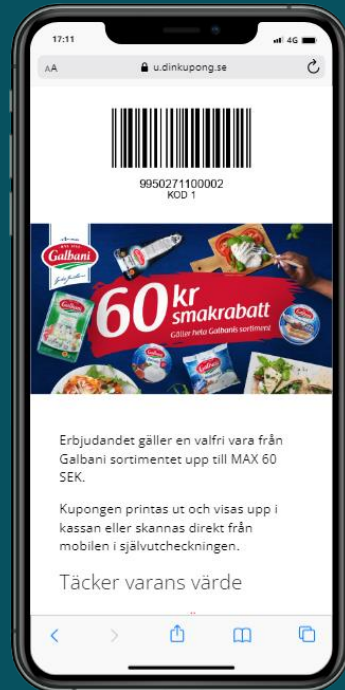 17:11
4G
AA
u.dinkupong.se
9950271100002
KOD 1
Galbani
60 kr
smakrabatt
Gäller hela Galbanis sortiment
Erbjudandet gäller en valfri vara från
Galbani sortimentet upp till MAX 60
SEK.
Kupongen printas ut och visas upp i
kassan eller skannas direkt från
mobilen i självutcheckningen.
Täcker varans värde